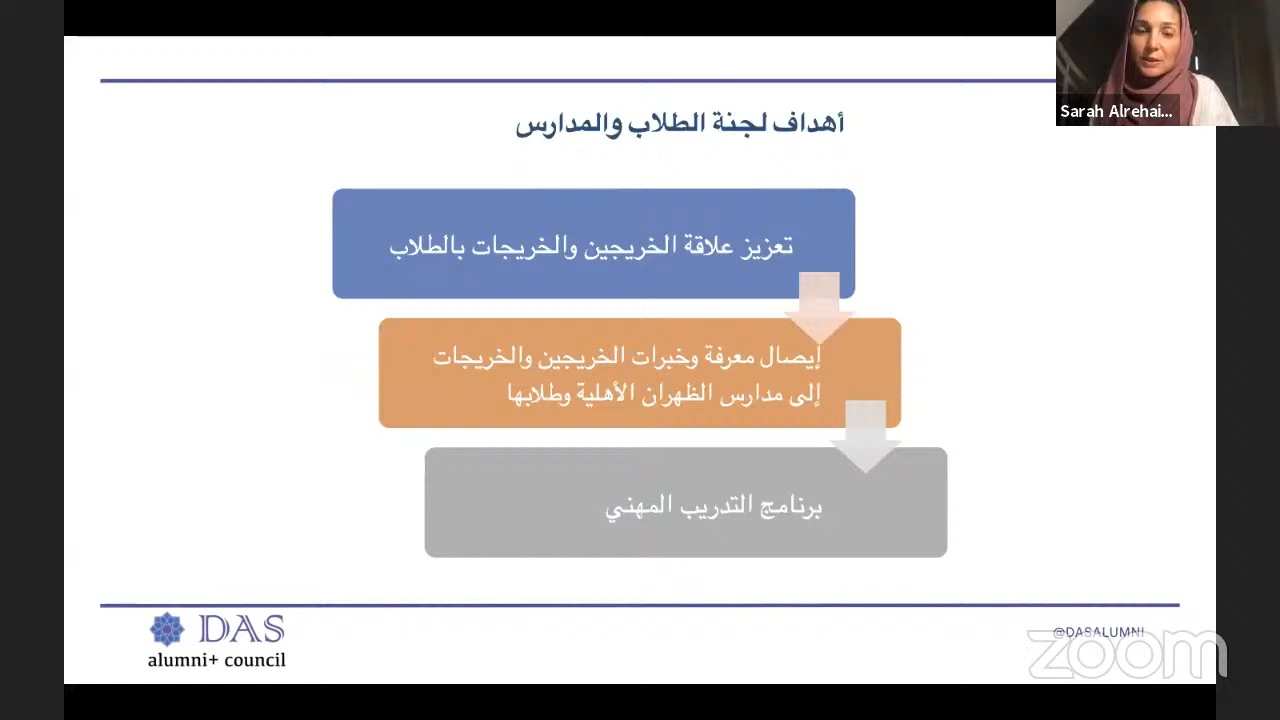 Sarah Alrehai...
أهداف لجنة الطلاب والمدارس
تعزيز علاقة الخريجين والخريجات بالطلاب
إيصال معرفة وخبرات الخريجين والخريجات
إلى مدارس الظهران الأهلية وطلابها
برنامج التدريب المهني
DAS
alumni+ council
@DASALUMNI
zoom